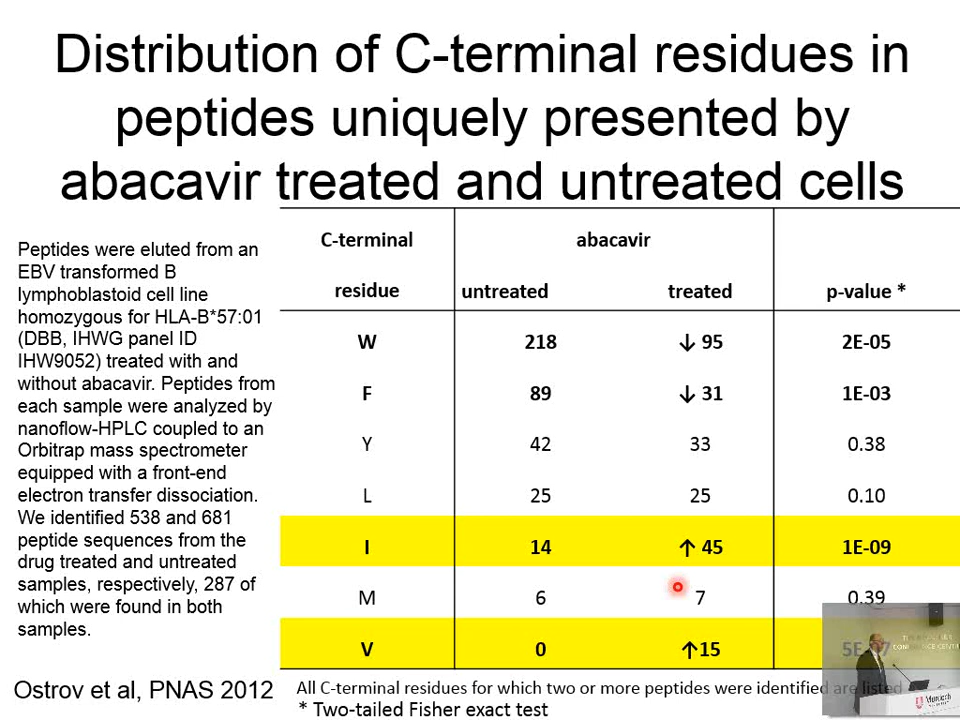 Distribution of C-terminal residues in
peptides uniquely presented by
abacavir treated and untreated cells
Peptides were eluted from an
EBV transformed B
lymphoblastoid cell line
homozygous for HLA-B*57:01
(DBB, IHWG panel ID
IHW9052) treated with and
without abacavir. Peptides from
each sample were analyzed by
nanoflow-HPLC coupled to an
Orbitrap mass spectrometer
equipped with a front-end
electron transfer dissociation.
We identified 538 and 681
peptide sequences from the
drug treated and untreated
samples, respectively, 287 of
which were found in both
samples.
Ostrov et al, PNAS 2012
C-terminal abacavir
residue untreated treated p-value *
W 218 ↓ 95 2E-05
F 89 ↓ 31 1E-03
Y 42 33 0.38
L 25 25 0.10
I 14 ↑ 45 1E-09
M 6 7 0.39
V 0 ↑15
All C-terminal residues for which two or more peptides were identified are listed
* Two-tailed Fisher exact test
Murdoch